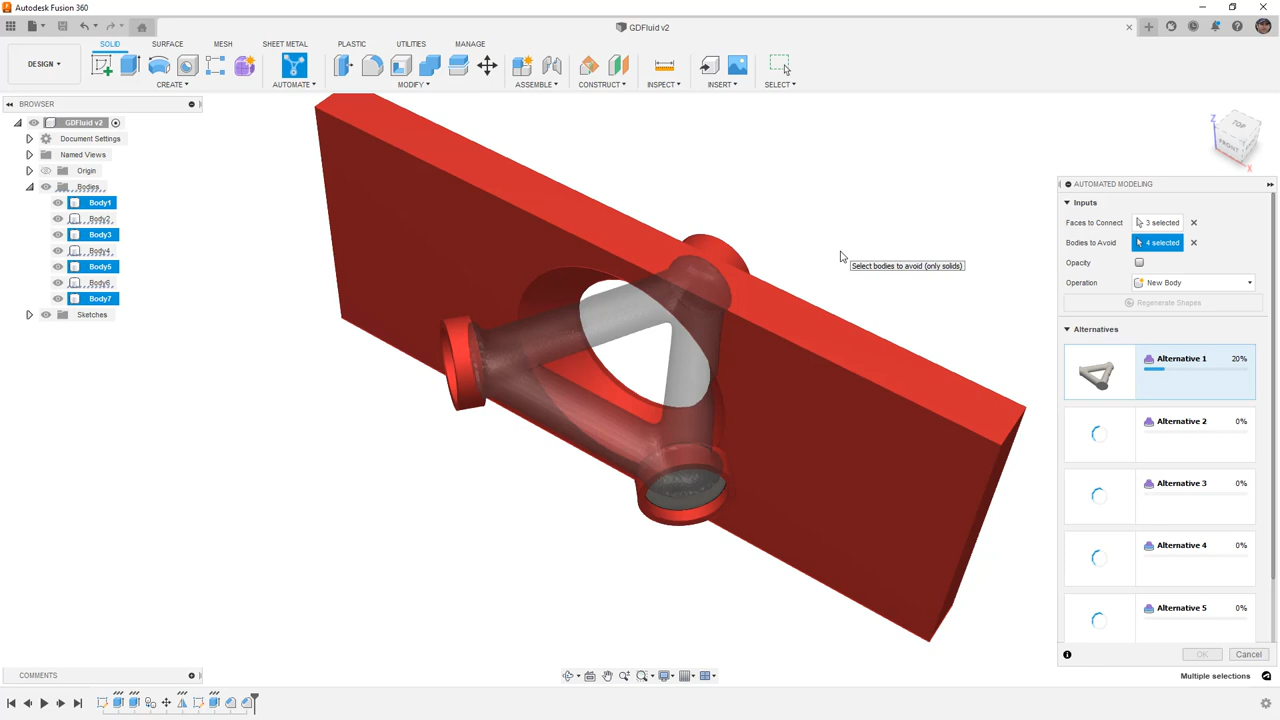 Autodesk Fusion 360
GDFluid v2
SOLID SURFACE MESH SHEET METAL PLASTIC UTILITIES MANAGE
DESIGN
CREATE AUTOMATE MODIFY ASSEMBLE CONSTRUCT INSPECT INSERT SELECT
BROWSER
GDFluid v2
Document Settings
Named Views
Origin
Bodies
Body1
Body2
Body3
Body4
Body5
Body6
Body7
Sketches
TOP
FRONT
Z
X
Select bodies to avoid (only solids)
AUTOMATED MODELING
Inputs
Faces to Connect 3 selected
Bodies to Avoid 4 selected
Opacity
Operation New Body
Regenerate Shapes
Alternatives
Alternative 1 20%
Alternative 2 0%
Alternative 3 0%
Alternative 4 0%
Alternative 5 0%
OK Cancel
COMMENTS
Multiple selections